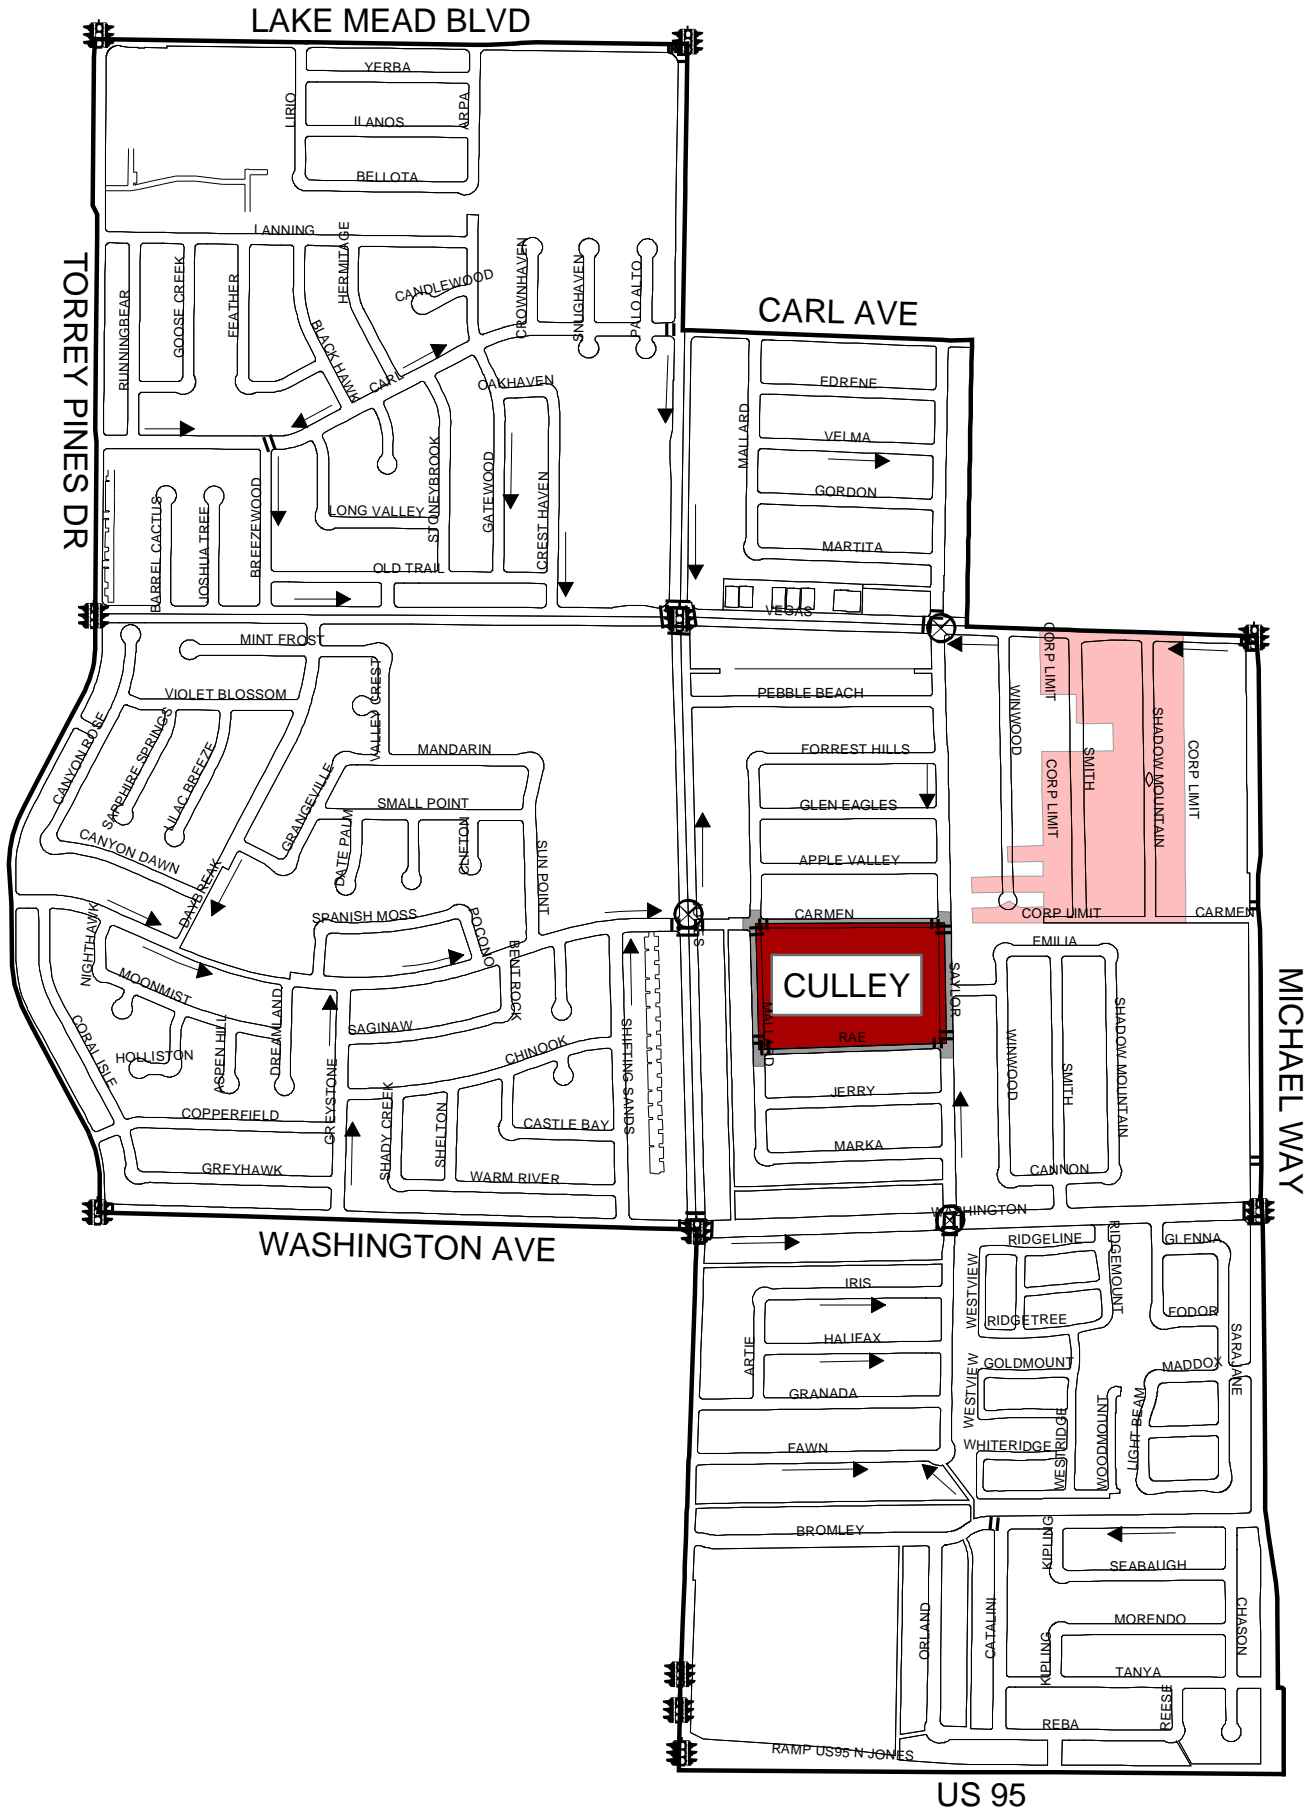 LAKE MEAD BLVD
YERBA
LIRIO
ILANOS
ARPA
BELLOTA
LANNING
HERMITAGE
TORREY PINES DR
RUNNINGBEAR
GOOSE CREEK
FEATHER
BLACK HAWK
CANDLEWOOD
CROWNHAVEN
SNUGHAVEN
PALO ALTO
CARL AVE
CARL
OAKHAVEN
EDRENE
MALLARD
VELMA
GORDON
MARTITA
BARREL CACTUS
JOSHUA TREE
BREEZEWOOD
LONG VALLEY
STONEYBROOK
GATEWOOD
CREST HAVEN
OLD TRAIL
VEGAS
MINT FROST
VIOLET BLOSSOM
VALLEY CREST
CANYON ROSE
SAPPHIRE SPRINGS
LILAC BREEZE
GRANGEVILLE
MANDARIN
SMALL POINT
DATE PALM
CLIFTON
SUN POINT
CANYON DAWN
DAYBREAK
PEBBLE BEACH
FORREST HILLS
GLEN EAGLES
APPLE VALLEY
CARMEN
WINWOOD
CORP LIMIT
CORP LIMIT
SMITH
SHADOW MOUNTAIN
CORP LIMIT
CORP LIMIT
CARMEN
NIGHTHAWK
MOONMIST
SPANISH MOSS
POCONO
BENT ROCK
SAGINAW
CHINOOK
SHIFTING SANDS
CORAL ISLE
HOLLISTON
ASPEN HILL
DREAMLAND
GREYSTONE
SHADY CREEK
SHELTON
CASTLE BAY
COPPERFIELD
GREYHAWK
WARM RIVER
CULLEY
MALLARD
RAE
SAYLOR
JERRY
MARKA
EMILIA
WINWOOD
SMITH
SHADOW MOUNTAIN
CANNON
MICHAEL WAY
WASHINGTON AVE
WASHINGTON
IRIS
HALIFAX
ARTIE
GRANADA
FAWN
BROMLEY
RIDGELINE
RIDGEMOUNT
GLENNA
WESTVIEW
RIDGETREE
FODOR
SARAJANE
GOLDMOUNT
MADDOX
WESTVIEW
WHITERIDGE
WESTRIDGE
WOODMOUNT
LIGHT BEAM
KIPLING
SEABAUGH
ORLAND
CATALINI
MORENDO
CHASON
KIPLING
TANYA
REESE
REBA
RAMP US95 N JONES
US 95